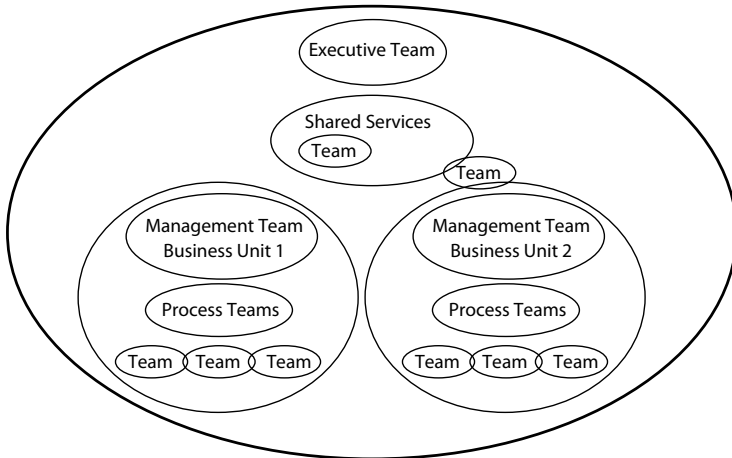 Executive Team
Shared Services
Team
Team
Management Team
Business Unit 1
Management Team
Business Unit 2
Process Teams
Process Teams
Team Team Team
Team Team Team